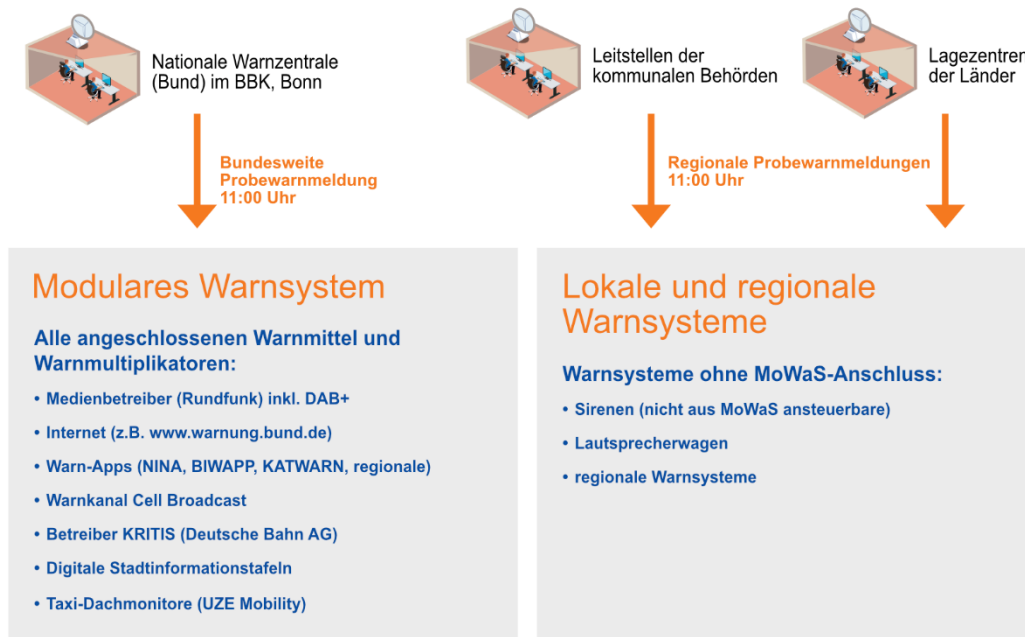 Nationale Warnzentrale
(Bund) im BBK, Bonn
Leitstellen der
kommunalen Behörden
Lagezentren
der Länder
Bundesweite
Probewarnmeldung
11:00 Uhr
Regionale Probewarnmeldungen
11:00 Uhr
Modulares Warnsystem
Alle angeschlossenen Warnmittel und
Warnmultiplikatoren:
• Medienbetreiber (Rundfunk) inkl. DAB+
• Internet (z.B. www.warnung.bund.de)
• Warn-Apps (NINA, BIWAPP, KATWARN, regionale)
• Warnkanal Cell Broadcast
• Betreiber KRITIS (Deutsche Bahn AG)
• Digitale Stadtinformationstafeln
• Taxi-Dachmonitore (UZE Mobility)
Lokale und regionale
Warnsysteme
Warnsysteme ohne MoWaS-Anschluss:
• Sirenen (nicht aus MoWaS ansteuerbare)
• Lautsprecherwagen
• regionale Warnsysteme